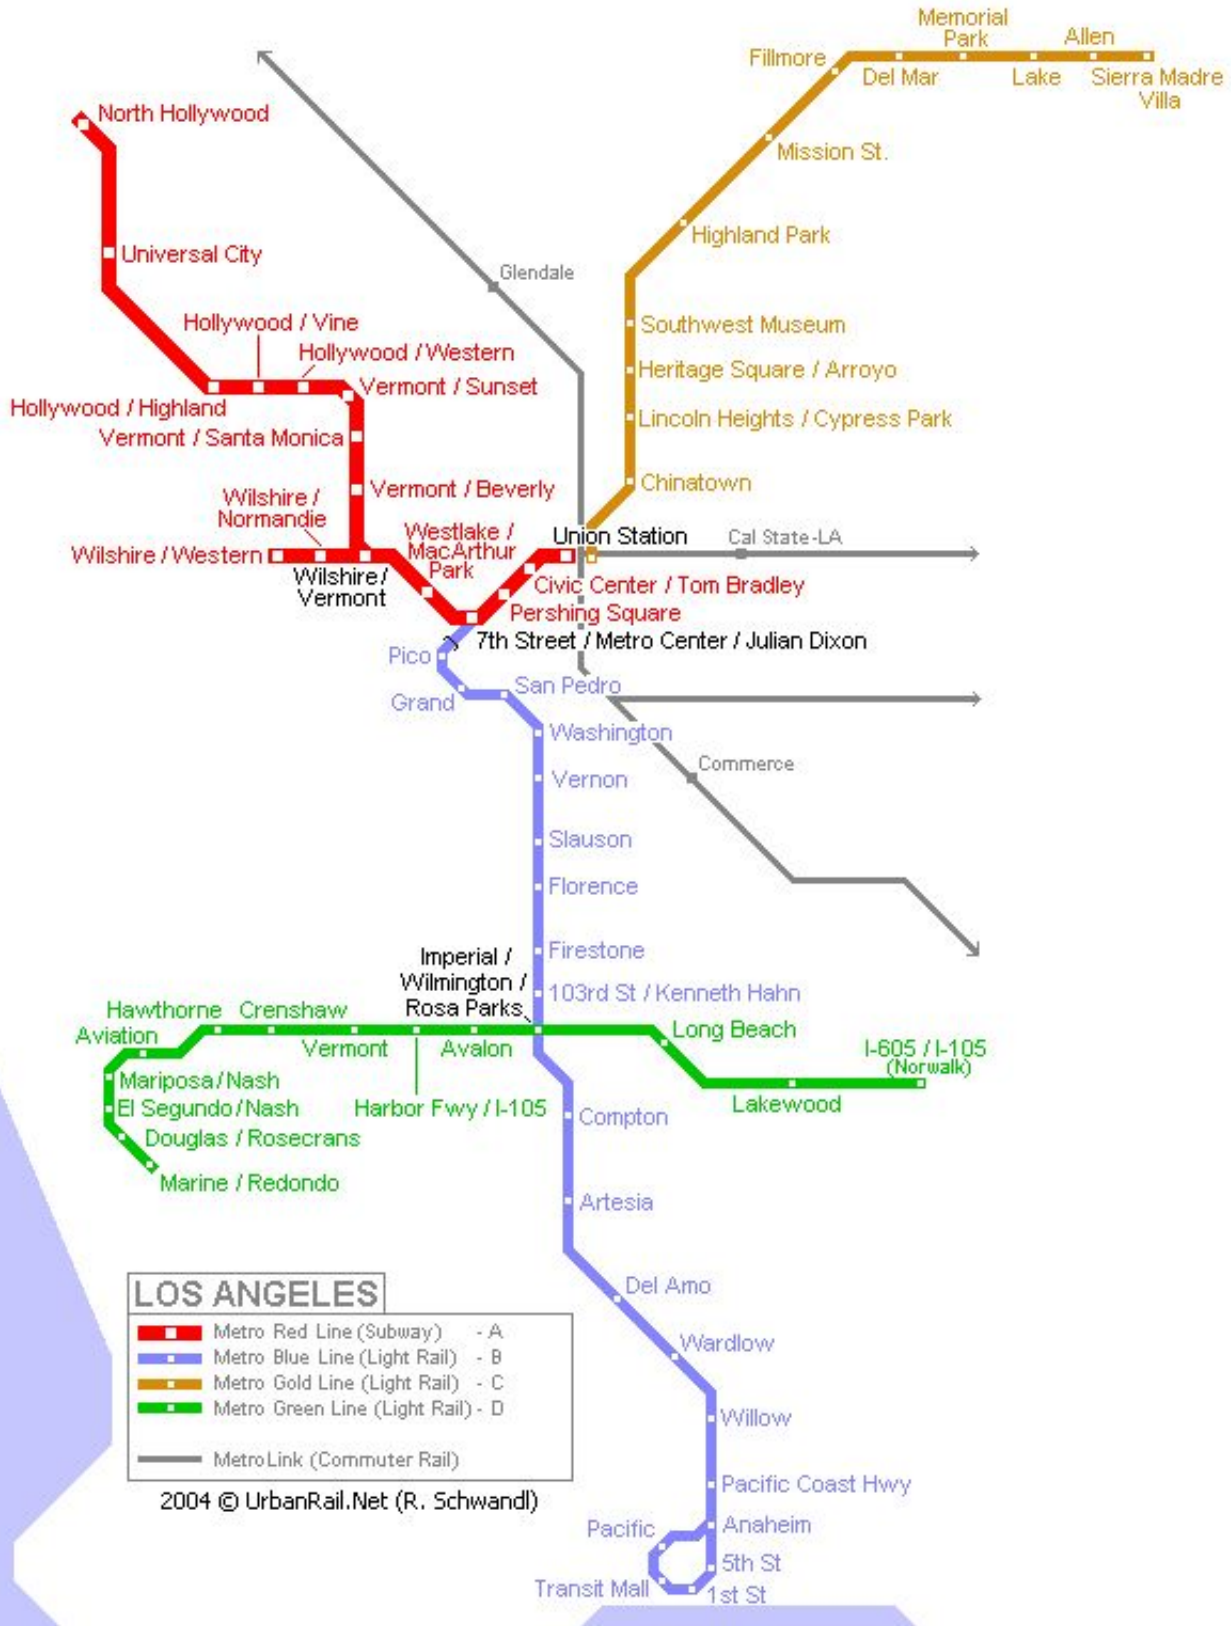 Memorial
Park
Allen
Fillmore
Del Mar
Lake
Sierra Madre
Villa
North Hollywood
Mission St.
Highland Park
Universal City
Glendale
Hollywood / Vine
Southwest Museum
Hollywood / Western
Heritage Square / Arroyo
Vermont / Sunset
Hollywood / Highland
Lincoln Heights / Cypress Park
Vermont / Santa Monica
Chinatown
Vermont / Beverly
Wilshire /
Normandie
Westlake /
MacArthur
Park
Union Station
Cal State-LA
Wilshire / Western
Wilshire /
Vermont
Civic Center / Tom Bradley
Pershing Square
7th Street / Metro Center / Julian Dixon
Pico
San Pedro
Grand
Washington
Commerce
Vernon
Slauson
Florence
Firestone
Imperial /
Wilmington /
Rosa Parks
103rd St / Kenneth Hahn
Hawthorne
Crenshaw
Aviation
Vermont
Avalon
Long Beach
I-605 / I-105
(Norwalk)
Mariposa/Nash
El Segundo/Nash
Harbor Fwy / I-105
Lakewood
Compton
Douglas / Rosecrans
Marine / Redondo
Artesia
Del Amo
Wardlow
Willow
Pacific Coast Hwy
Pacific
Anaheim
5th St
Transit Mall
1st St
LOS ANGELES
Metro Red Line (Subway) - A
Metro Blue Line (Light Rail) - B
Metro Gold Line (Light Rail) - C
Metro Green Line (Light Rail) - D
MetroLink (Commuter Rail)
2004 © UrbanRail.Net (R. Schwandl)